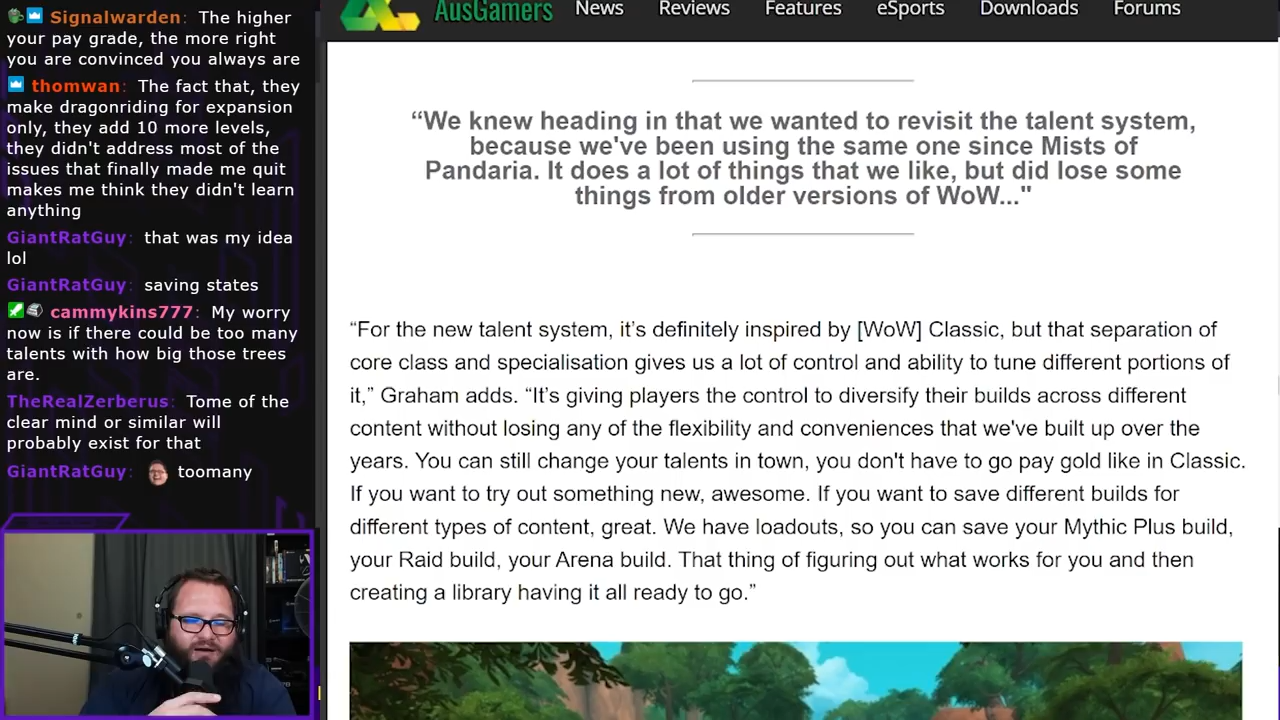 Signalwarden: The higher
your pay grade, the more right
you are convinced you always are
thomwan: The fact that, they
make dragonriding for expansion
only, they add 10 more levels,
they didn't address most of the
issues that finally made me quit
makes me think they didn't learn
anything
GiantRatGuy: that was my idea
lol
GiantRatGuy: saving states
cammykins777: My worry
now is if there could be too many
talents with how big those trees
are.
TheRealZerberus: Tome of the
clear mind or similar will
probably exist for that
GiantRatGuy: toomany
AusGamers News Reviews Features eSports Downloads Forums
“We knew heading in that we wanted to revisit the talent system,
because we've been using the same one since Mists of
Pandaria. It does a lot of things that we like, but did lose some
things from older versions of WoW..."
“For the new talent system, it’s definitely inspired by [WoW] Classic, but that separation of
core class and specialisation gives us a lot of control and ability to tune different portions of
it,” Graham adds. “It’s giving players the control to diversify their builds across different
content without losing any of the flexibility and conveniences that we've built up over the
years. You can still change your talents in town, you don't have to go pay gold like in Classic.
If you want to try out something new, awesome. If you want to save different builds for
different types of content, great. We have loadouts, so you can save your Mythic Plus build,
your Raid build, your Arena build. That thing of figuring out what works for you and then
creating a library having it all ready to go.”